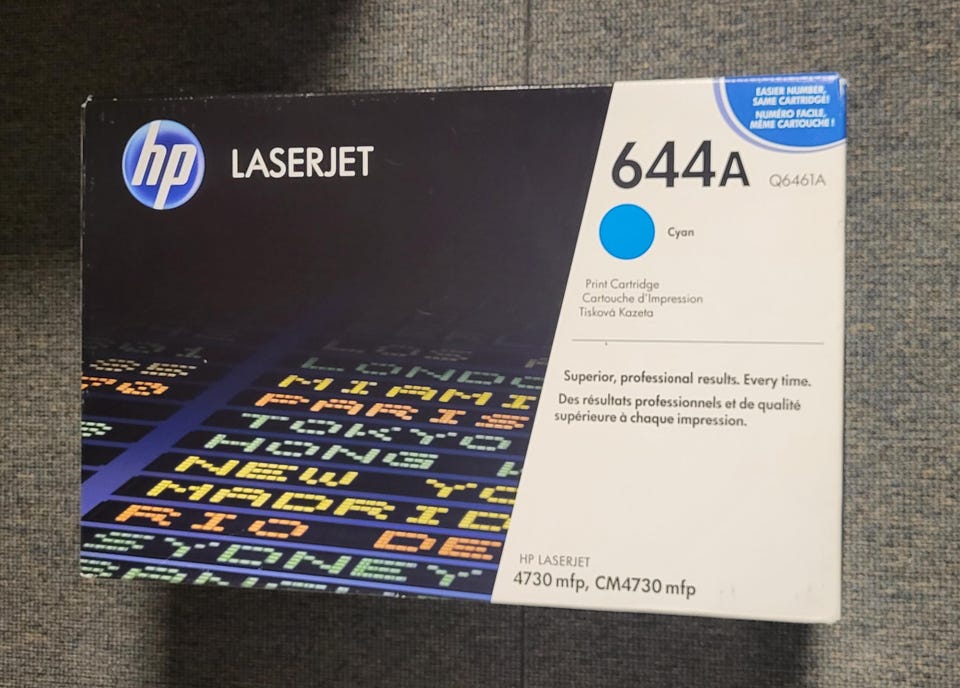 hp
LASERJET
EASIER NUMBER,
SAME CARTRIDGE!
NUMÉRO FACILE,
MÊME CARTOUCHE !
644A
Q6461A
Cyan
Print Cartridge
Cartouche d'Impression
Tisková Kazeta
Superior, professional results. Every time.
Des résultats professionnels et de qualité
supérieure à chaque impression.
HP LASERJET
4730 mfp, CM4730 mfp
MIAMI
PARIS
TOKYO
HONG
NEW YO
MADRID
RIO DE
SYDNEY